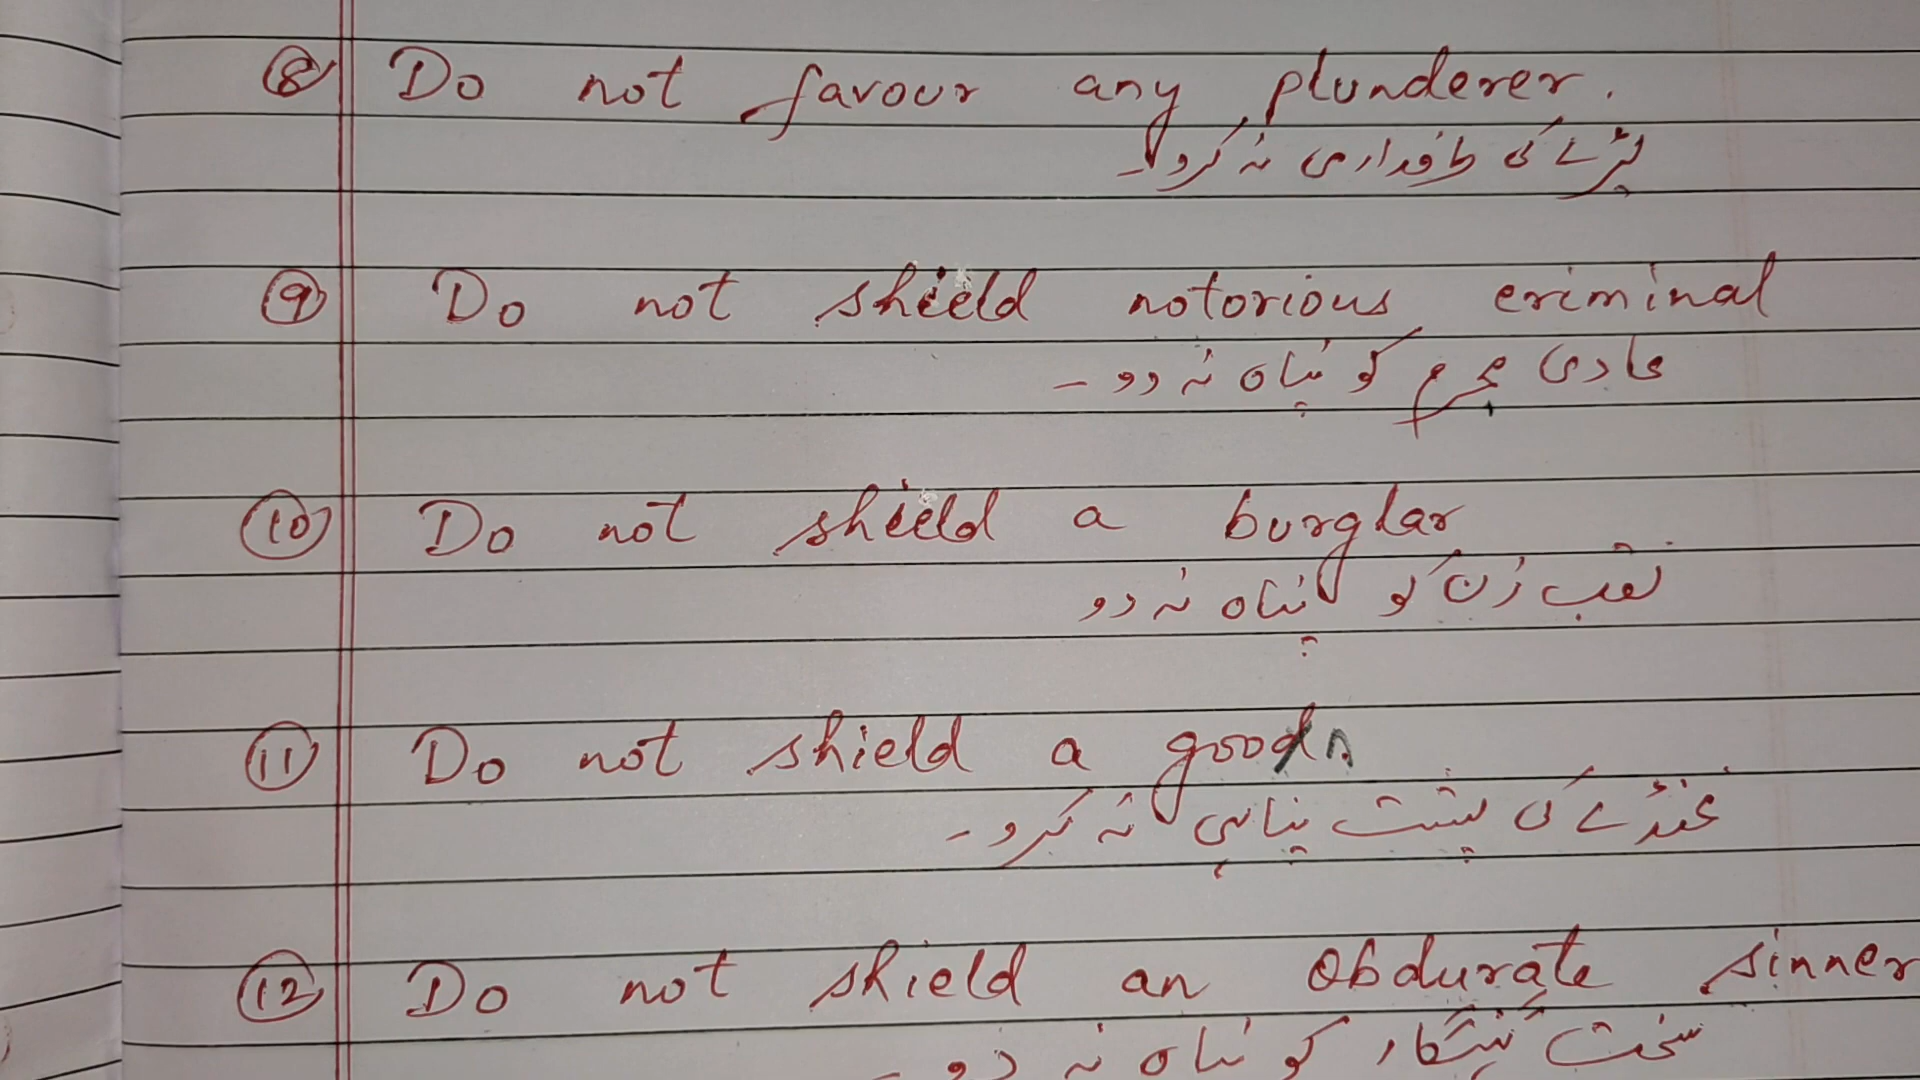 ⑧ Do not favour any plunderer.
لٹیرے کی طرفداری نہ کرو۔
⑨ Do not shield notorious criminal
عادی مجرم کو پناہ نہ دو۔
⑩ Do not shield a burglar
نقب زن کو پناہ نہ دو
⑪ Do not shield a goodn
غنڈے کی پشت پناہی نہ کرو۔
⑫ Do not shield an obdurate sinner
سخت گنہگار کو پناہ نہ دو۔